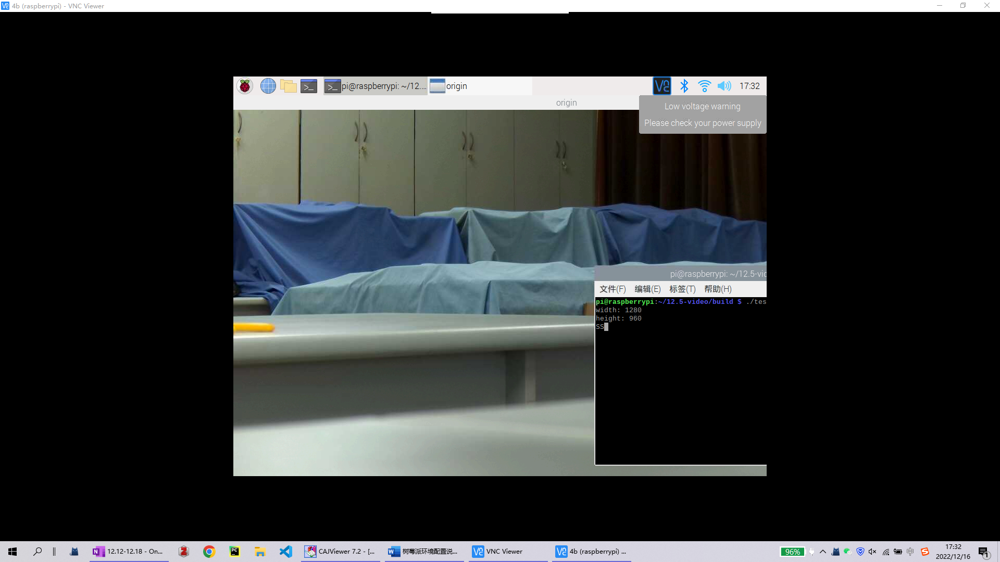 4b (raspberrypi) - VNC Viewer
pi@raspberrypi: ~/12....
origin
17:32
origin
Low voltage warning
Please check your power supply
pi@raspberrypi: ~/12.5-vid
文件(F) 编辑(E) 标签(T) 帮助(H)
pi@raspberrypi:~/12.5-video/build $ ./tes
width: 1280
height: 960
SS
12.12-12.18 - On...
CAJViewer 7.2 - [...
树莓派环境配置说...
VNC Viewer
4b (raspberrypi) ...
96%
中
17:32
2022/12/16
1